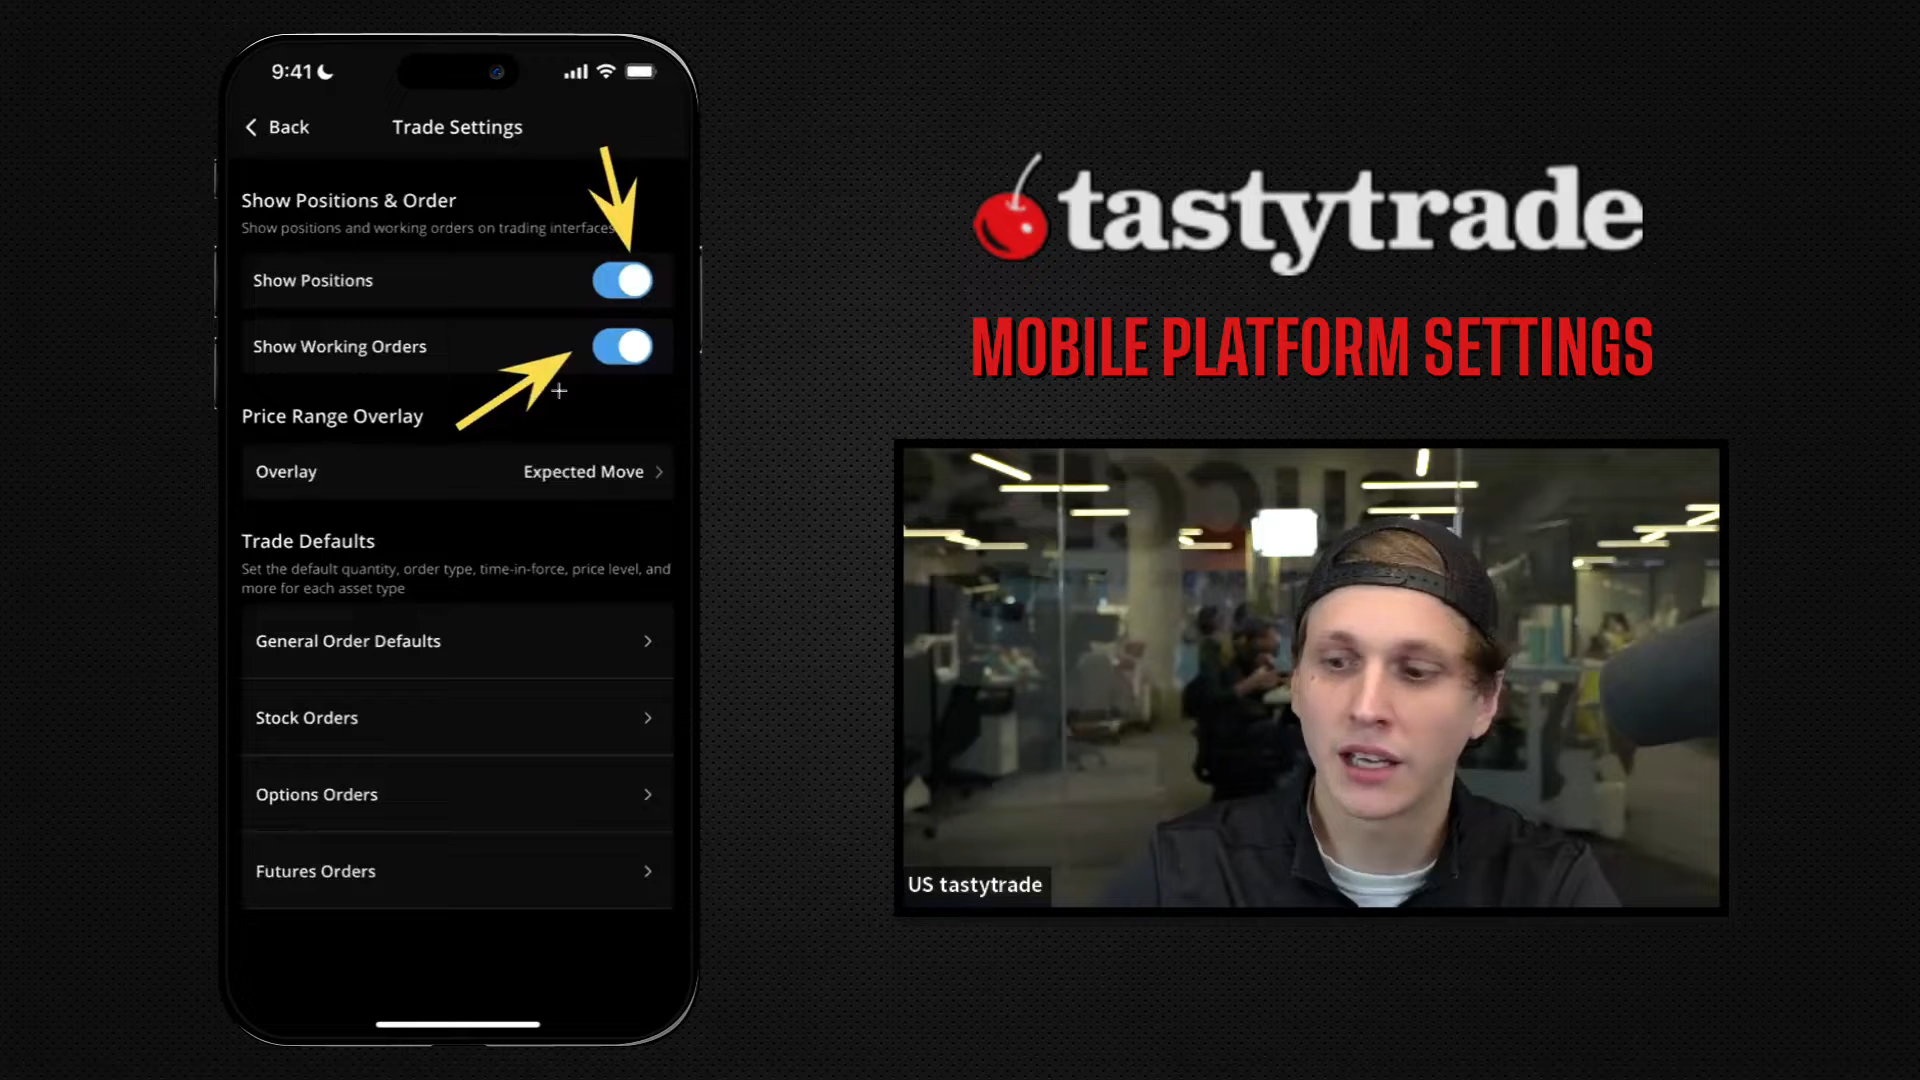 9:41
Back
Trade Settings
Show Positions & Order
Show positions and working orders on trading interfaces
Show Positions
Show Working Orders
Price Range Overlay
Overlay
Expected Move
Trade Defaults
Set the default quantity, order type, time-in-force, price level, and
more for each asset type
General Order Defaults
Stock Orders
Options Orders
Futures Orders
tastytrade
MOBILE PLATFORM SETTINGS
US tastytrade